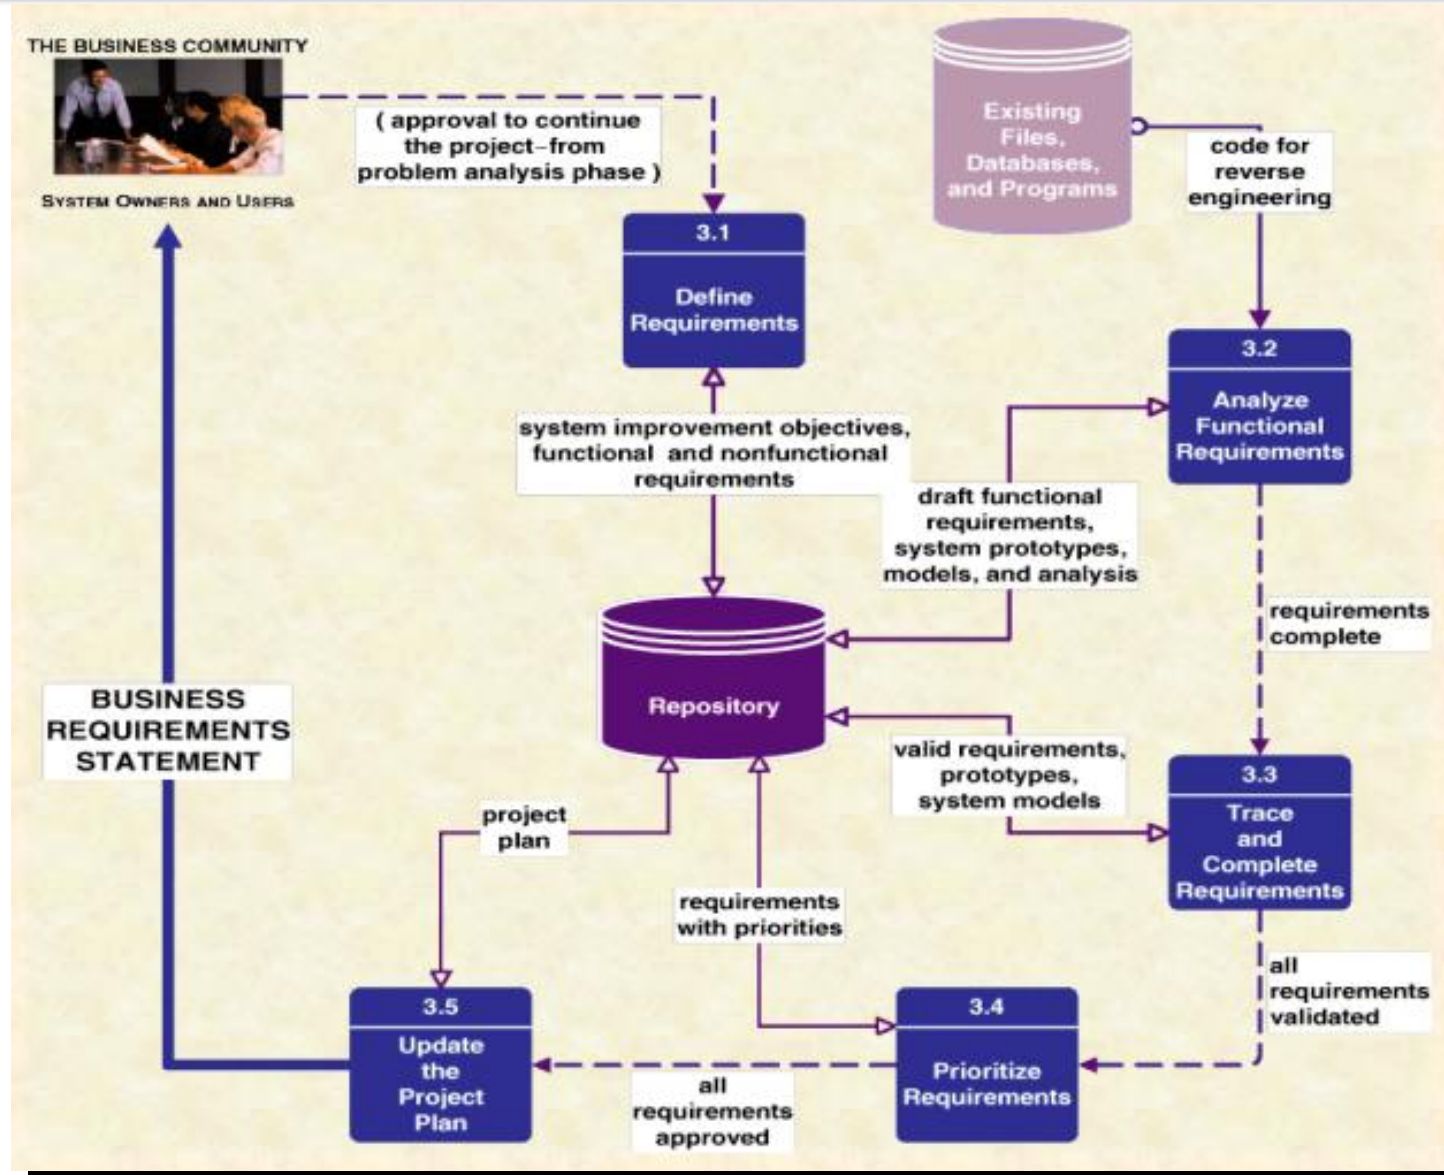 THE BUSINESS COMMUNITY
SYSTEM OWNERS AND USERS
( approval to continue
the project–from
problem analysis phase )
Existing
Files,
Databases,
and Programs
code for
reverse
engineering
3.1
Define
Requirements
3.2
Analyze
Functional
Requirements
system improvement objectives,
functional and nonfunctional
requirements
draft functional
requirements,
system prototypes,
models, and analysis
requirements
complete
Repository
BUSINESS
REQUIREMENTS
STATEMENT
valid requirements,
prototypes,
system models
3.3
Trace
and
Complete
Requirements
project
plan
requirements
with priorities
all
requirements
validated
3.5
Update
the
Project
Plan
3.4
Prioritize
Requirements
all
requirements
approved